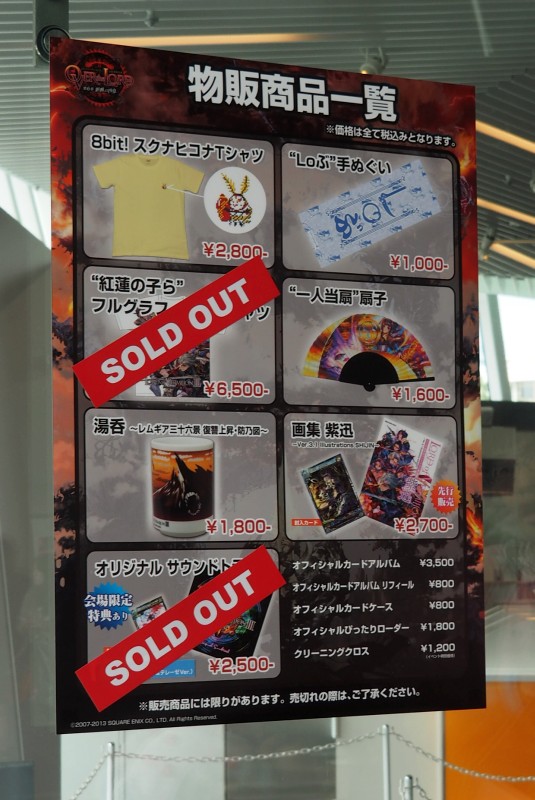 OVERLORD
物販商品一覧
※価格は全て税込みとなります。
8bit! スクナヒコナTシャツ
¥2,800-
“Loぶ”手ぬぐい
¥1,000-
“紅蓮の子ら”
フルグラフ
ャツ
SOLD OUT
¥6,500-
“一人当扇”扇子
¥1,600-
湯呑 ～レムギア三十六景 復讐上昇・防乃図～
¥1,800-
画集 紫迅
～Ver 3.1 Illustrations SHIJIN～
封入カード
先行
販売
¥2,700-
オリジナル サウンドト
会場限定
特典あり
SOLD OUT
¥2,500-
オフィシャルカードアルバム ¥3,500
オフィシャルカードアルバム リフィール ¥800
オフィシャルカードケース ¥800
オフィシャルぴったりローダー ¥1,800
クリーニングクロス ¥1,200
※販売商品には限りがあります。売切れの際は、ご了承ください。
©2007-2013 SQUARE ENIX CO., LTD. All Rights Reserved.